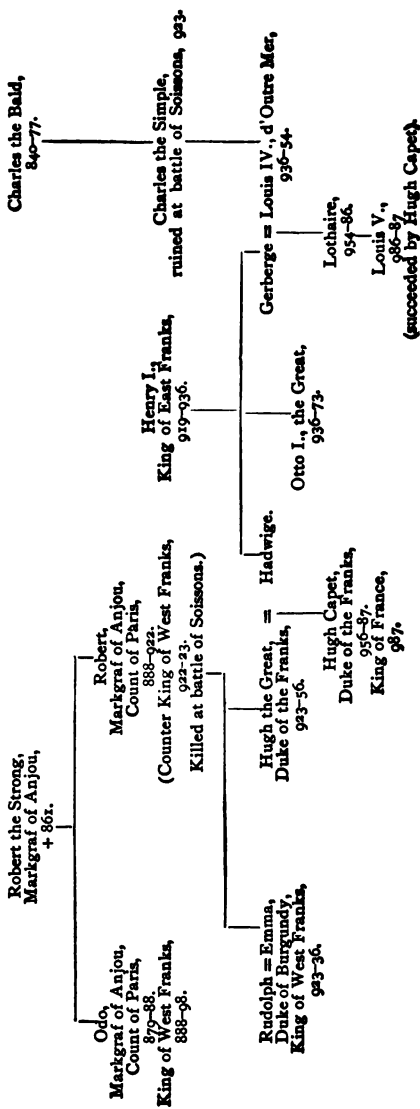 Robert the Strong,
Markgraf of Anjou,
+ 861.
Charles the Bald,
840–77.
Odo,
Markgraf of Anjou,
Count of Paris,
879–88.
King of West Franks,
888–98.
Robert,
Markgraf of Anjou,
Count of Paris,
888–922.
(Counter King of West Franks,
922–23.
Killed at battle of Soissons.)
Henry I.,
King of East Franks,
919–936.
Charles the Simple,
ruined at battle of Soissons, 923.
Rudolph = Emma,
Duke of Burgundy,
King of West Franks,
923–36.
Hugh the Great, = Hadwige.
Duke of the Franks,
923–56.
Otto I., the Great,
936–73.
Gerberge = Louis IV., d'Outre Mer,
936–54.
Hugh Capet,
Duke of the Franks,
956–87.
King of France,
987.
Lothaire,
954–86.
Louis V.,
986–87
(succeeded by Hugh Capet).